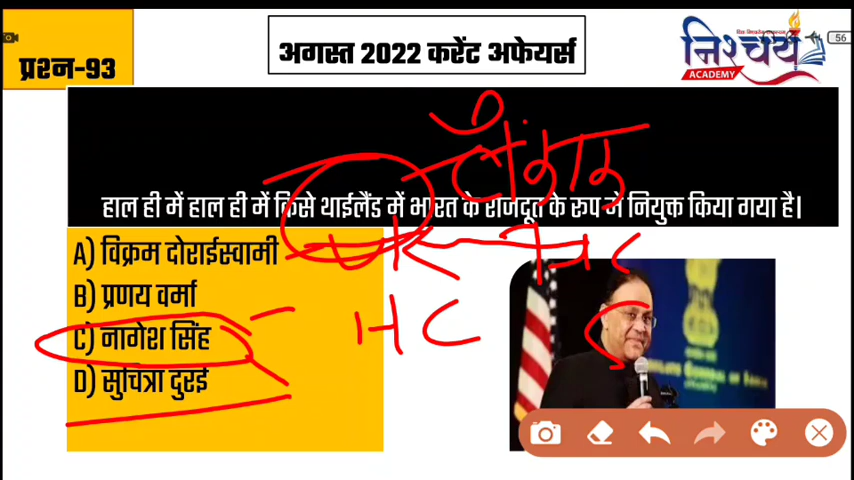 अगस्त 2022 करेंट अफेयर्स
56
प्रश्न-93
निश्चय
ACADEMY
हाल ही में हाल ही में किसे थाईलैंड में भारत के राजदूत के रुप में नियुक्त किया गया है।
A) विक्रम दोराईस्वामी
B) प्रणय वर्मा
C) नागेश सिंह
D) सुचित्रा दुरई
HC
HC